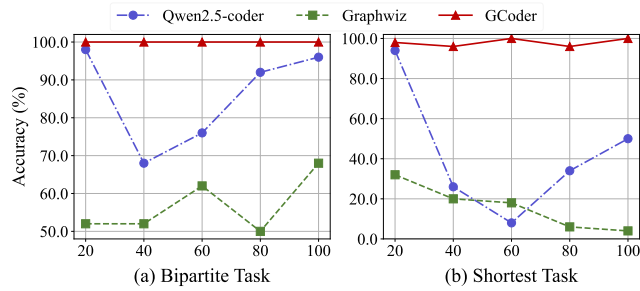 Qwen2.5-coder Graphwiz GCoder
Accuracy (%)
100.0
90.0
80.0
70.0
60.0
50.0
20 40 60 80 100
(a) Bipartite Task
100.0
80.0
60.0
40.0
20.0
0.0
20 40 60 80 100
(b) Shortest Task